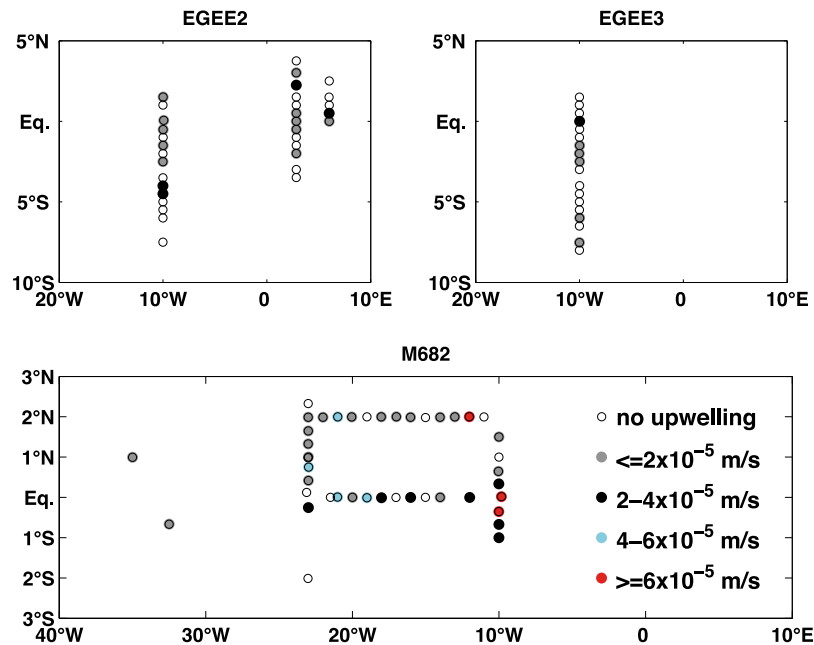 EGEE2
EGEE3
5°N
Eq.
5°S
10°S
20°W 10°W 0 10°E
5°N
Eq.
5°S
10°S
20°W 10°W 0 10°E
M682
3°N
2°N
1°N
Eq.
1°S
2°S
3°S
40°W 30°W 20°W 10°W 0 10°E
no upwelling
<=2x10⁻⁵ m/s
2–4x10⁻⁵ m/s
4–6x10⁻⁵ m/s
>=6x10⁻⁵ m/s